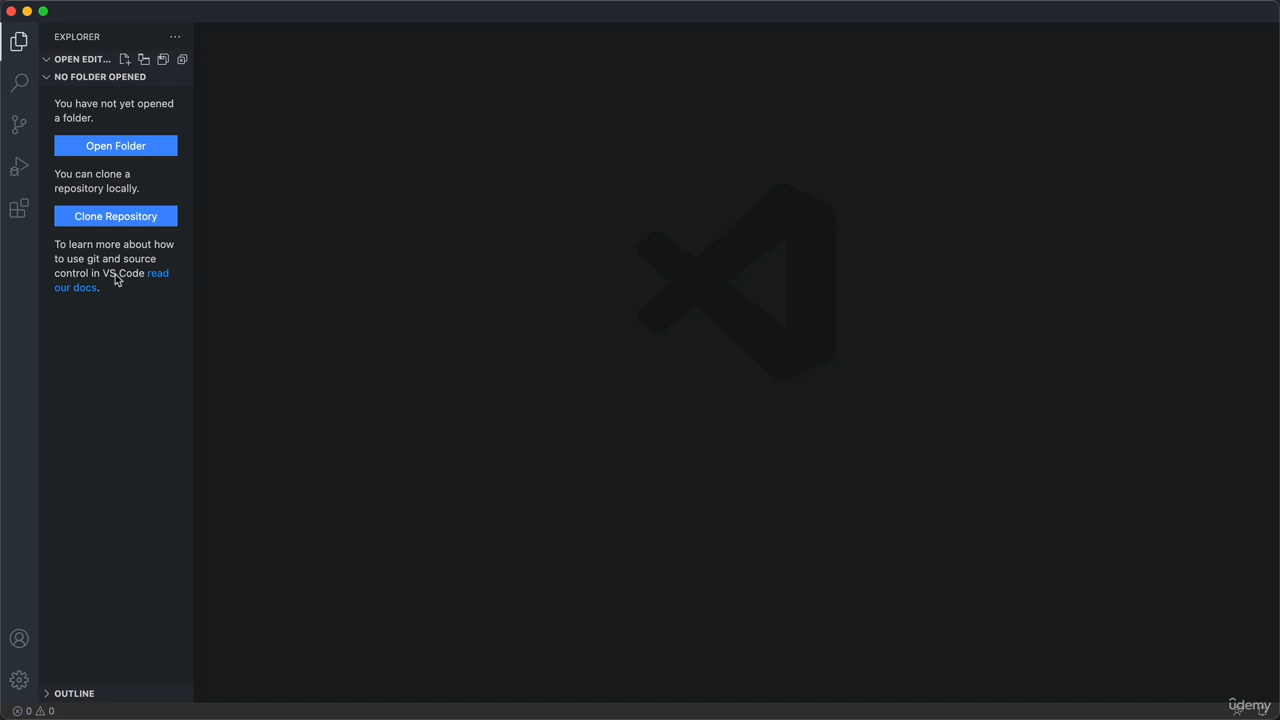 EXPLORER
OPEN EDIT...
NO FOLDER OPENED
You have not yet opened
a folder.
Open Folder
You can clone a
repository locally.
Clone Repository
To learn more about how
to use git and source
control in VS Code read
our docs.
OUTLINE
0 0
ûdemy